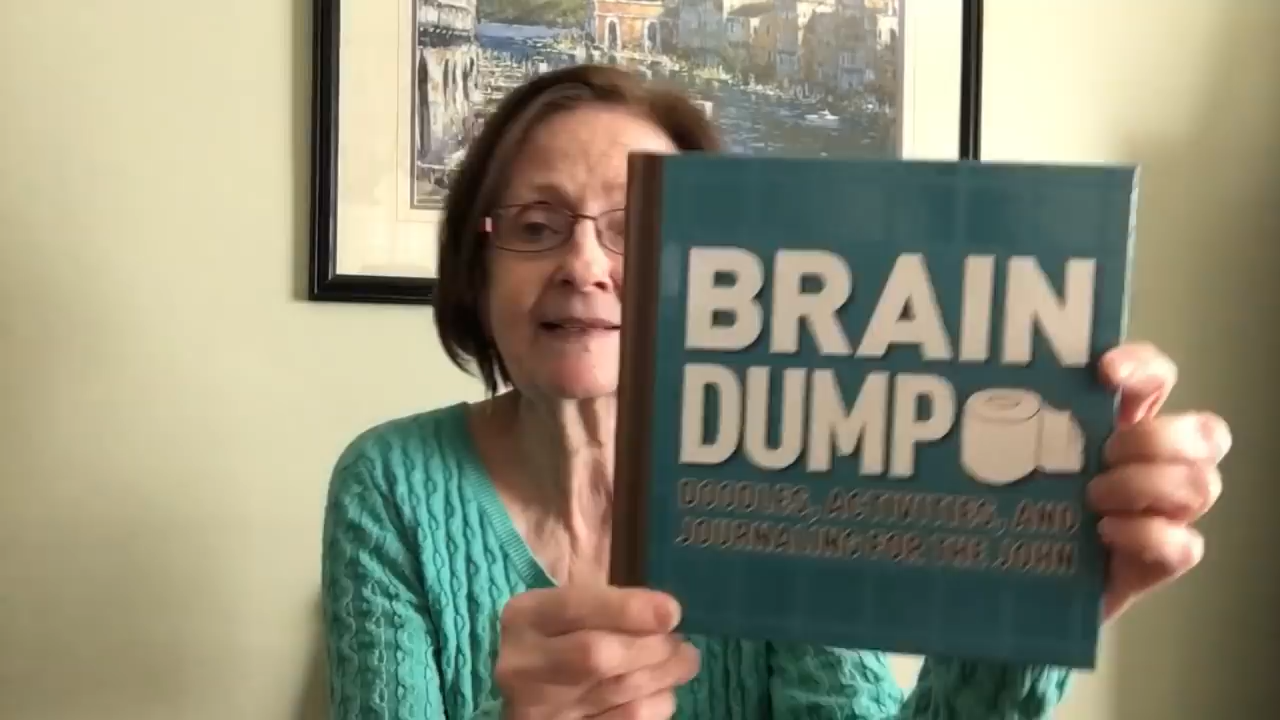 BRAIN
DUMP
DOODLES, ACTIVITIES, AND
JOURNALING FOR THE JOHN